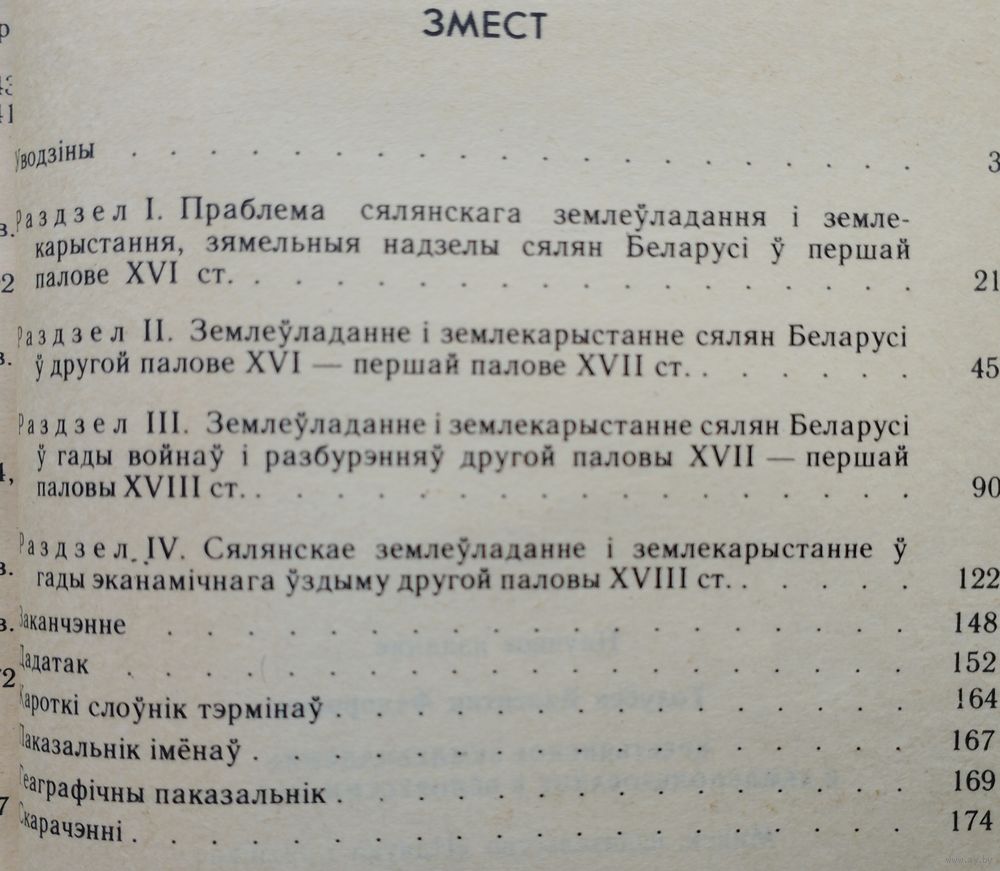 ЗМЕСТ
Уводзіны . . . . . . . . . . . . . . . . . . . . 3
Раздзел I. Праблема сялянскага землеўладання і земле-
карыстання, зямельныя надзелы сялян Беларусі ў першай
палове XVI ст. . . . . . . . . . . . . . . . . . 21
Раздзел II. Землеўладанне і землекарыстанне сялян Беларусі
ў другой палове XVI — першай палове XVII ст. . . . . . . 45
Раздзел III. Землеўладанне і землекарыстанне сялян Беларусі
ў гады войнаў і разбурэнняў другой паловы XVII — першай
паловы XVIII ст. . . . . . . . . . . . . . . . . . 90
Раздзел IV. Сялянскае землеўладанне і землекарыстанне ў
гады эканамічнага ўздыму другой паловы XVIII ст. . . . . . 122
Заканчэнне . . . . . . . . . . . . . . . . . . . 148
Дадатак . . . . . . . . . . . . . . . . . . . . 152
Кароткі слоўнік тэрмінаў . . . . . . . . . . . . . . 164
Паказальнік імёнаў . . . . . . . . . . . . . . . . 167
Геаграфічны паказальнік . . . . . . . . . . . . . . 169
Скарачэнні . . . . . . . . . . . . . . . . . . . 174
www.ay.by